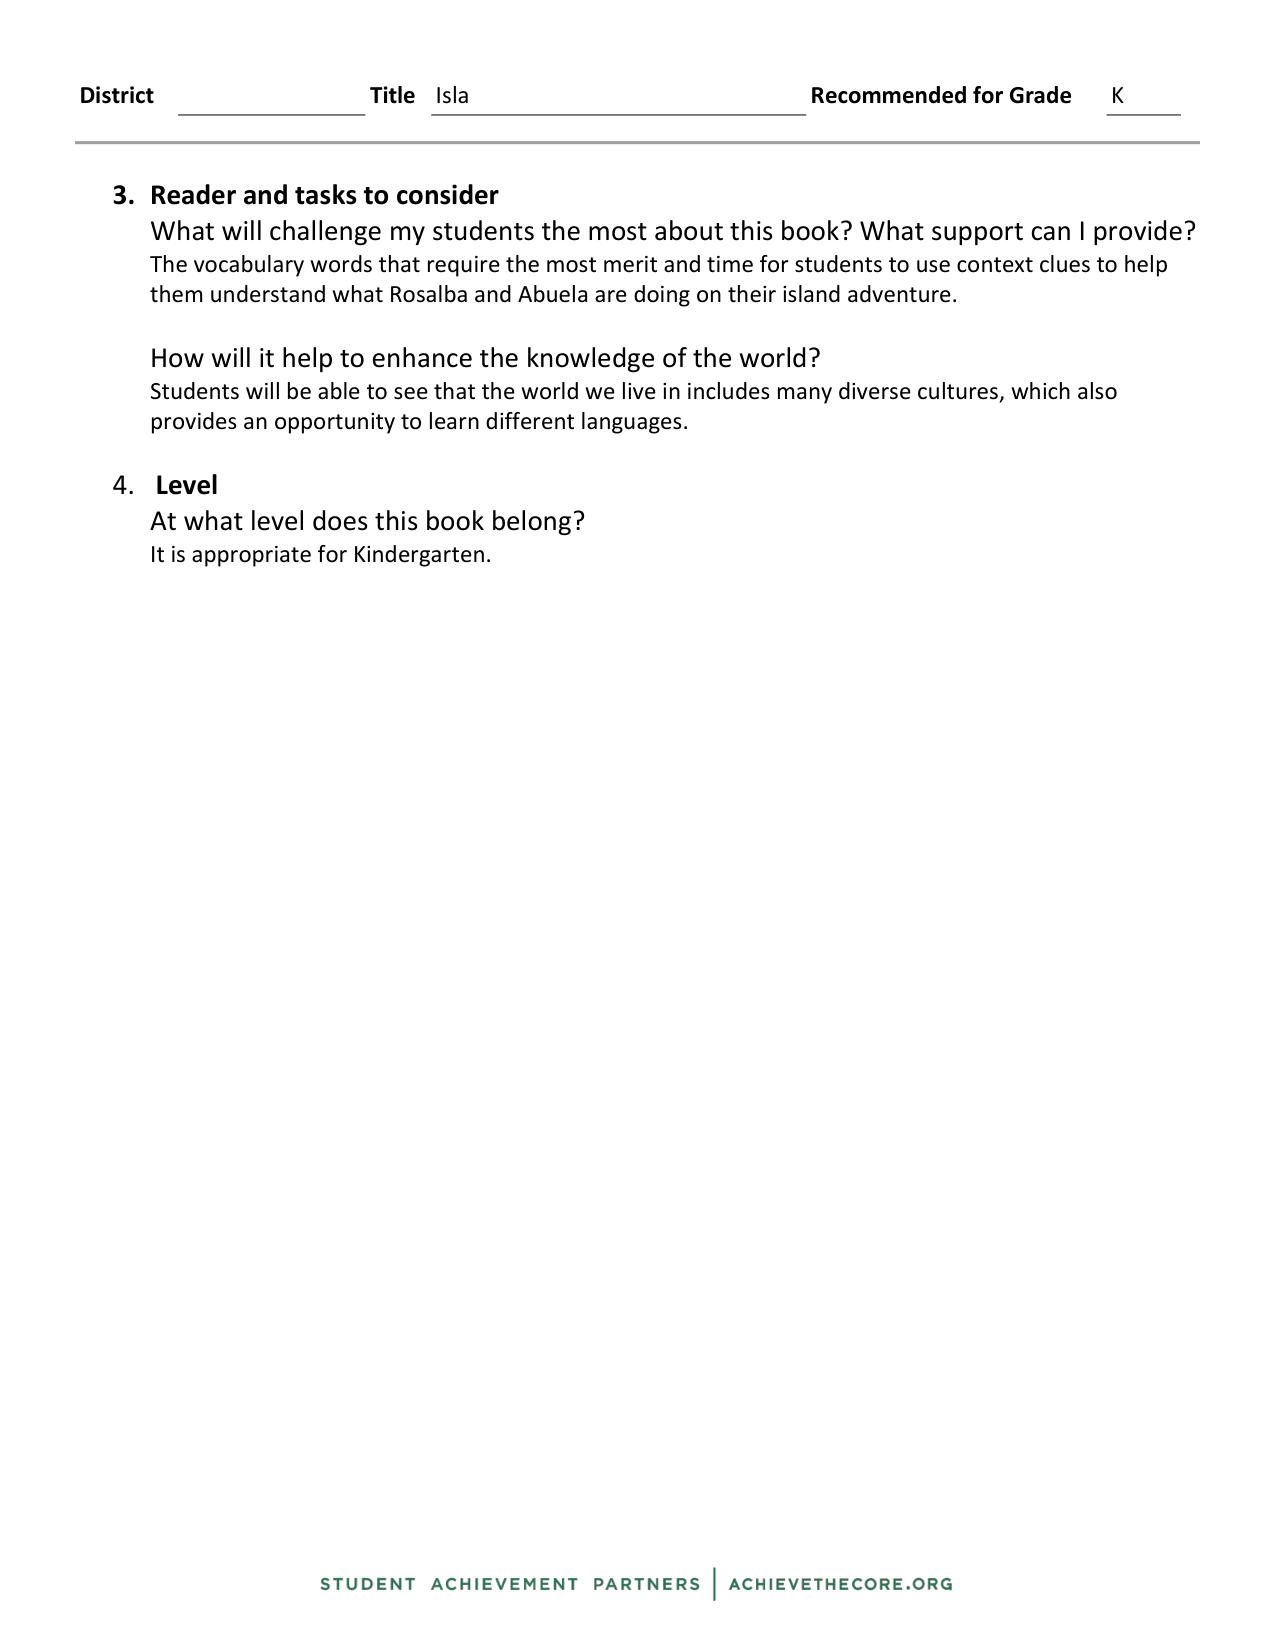 District Title Isla Recommended for Grade K
3. Reader and tasks to consider
What will challenge my students the most about this book? What support can I provide?
The vocabulary words that require the most merit and time for students to use context clues to help
them understand what Rosalba and Abuela are doing on their island adventure.
How will it help to enhance the knowledge of the world?
Students will be able to see that the world we live in includes many diverse cultures, which also
provides an opportunity to learn different languages.
4. Level
At what level does this book belong?
It is appropriate for Kindergarten.
STUDENT ACHIEVEMENT PARTNERS | ACHIEVETHECORE.ORG